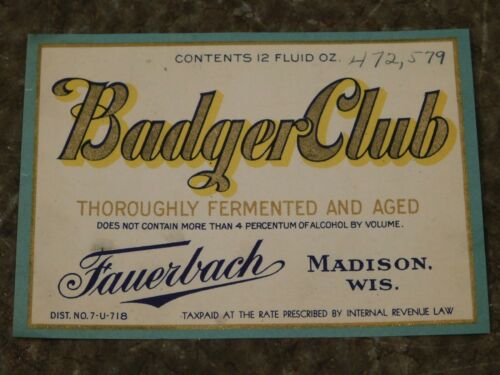 CONTENTS 12 FLUID OZ. 472,579
Badger Club
THOROUGHLY FERMENTED AND AGED
DOES NOT CONTAIN MORE THAN 4 PERCENTUM OF ALCOHOL BY VOLUME.
Fauerbach MADISON, WIS.
DIST. NO. 7-U-718 TAXPAID AT THE RATE PRESCRIBED BY INTERNAL REVENUE LAW